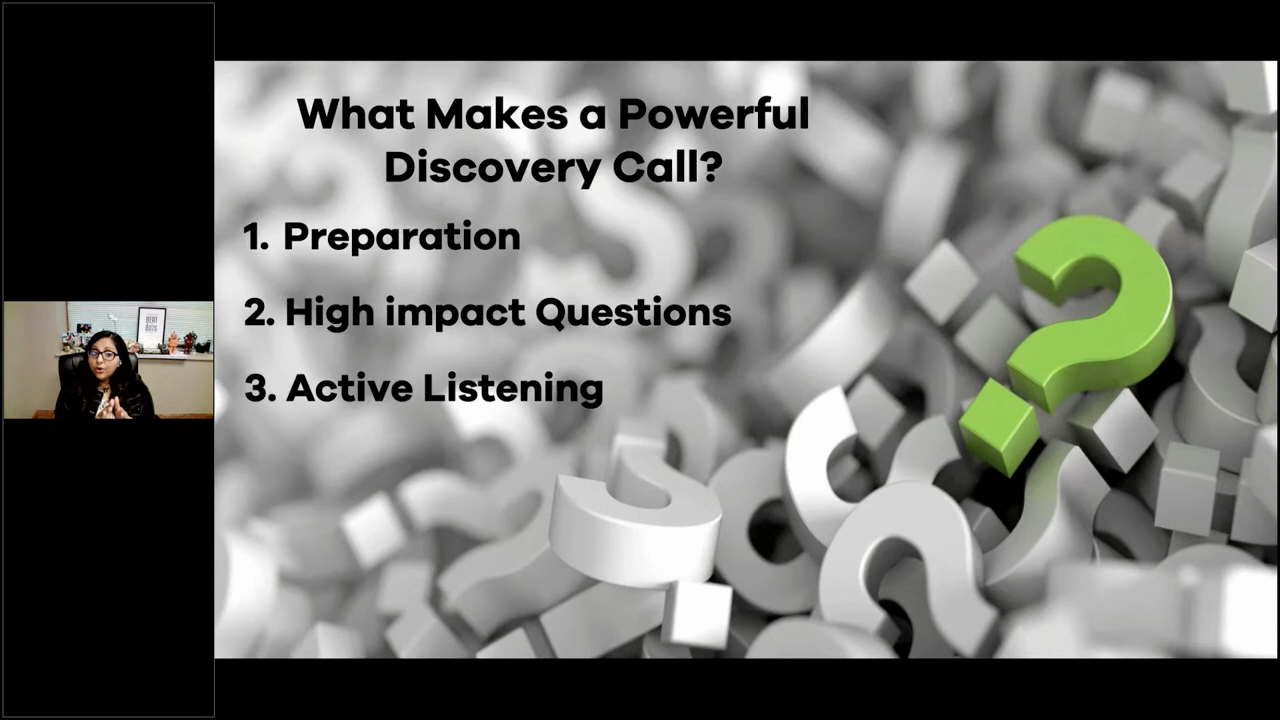 What Makes a Powerful
Discovery Call?
1. Preparation
2. High impact Questions
3. Active Listening